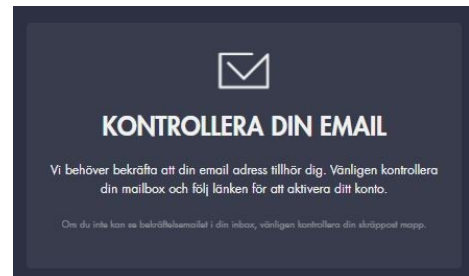 KONTROLLERA DIN EMAIL
Vi behöver bekräfta att din email adress tillhör dig. Vänligen kontrollera
din mailbox och följ länken för att aktivera ditt konto.
Om du inte kan se bekräftelsemailet i din inbox, vänligen kontrollera din skräppost mapp.